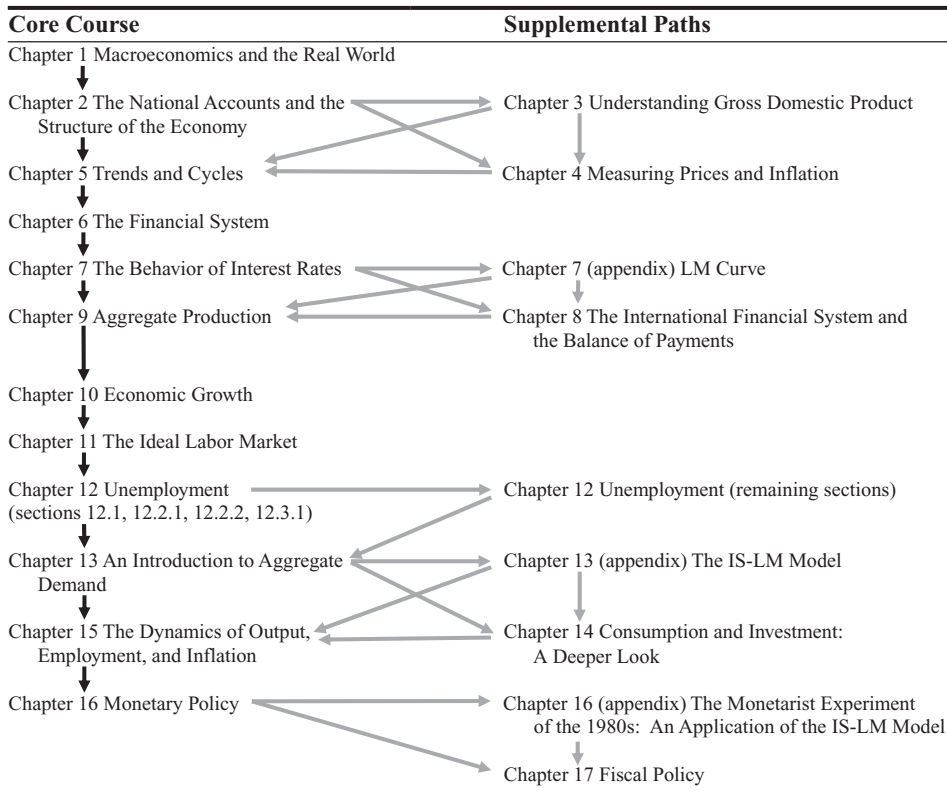 Core Course
Supplemental Paths
Chapter 1 Macroeconomics and the Real World
Chapter 2 The National Accounts and the
Structure of the Economy
Chapter 3 Understanding Gross Domestic Product
Chapter 5 Trends and Cycles
Chapter 4 Measuring Prices and Inflation
Chapter 6 The Financial System
Chapter 7 The Behavior of Interest Rates
Chapter 7 (appendix) LM Curve
Chapter 9 Aggregate Production
Chapter 8 The International Financial System and
the Balance of Payments
Chapter 10 Economic Growth
Chapter 11 The Ideal Labor Market
Chapter 12 Unemployment
(sections 12.1, 12.2.1, 12.2.2, 12.3.1)
Chapter 12 Unemployment (remaining sections)
Chapter 13 An Introduction to Aggregate
Demand
Chapter 13 (appendix) The IS-LM Model
Chapter 15 The Dynamics of Output,
Employment, and Inflation
Chapter 14 Consumption and Investment:
A Deeper Look
Chapter 16 Monetary Policy
Chapter 16 (appendix) The Monetarist Experiment
of the 1980s: An Application of the IS-LM Model
Chapter 17 Fiscal Policy